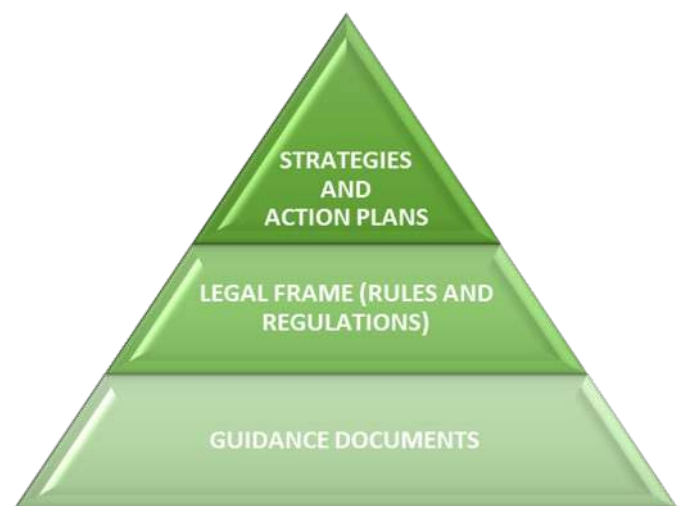 STRATEGIES
AND
ACTION PLANS
LEGAL FRAME (RULES AND
REGULATIONS)
GUIDANCE DOCUMENTS